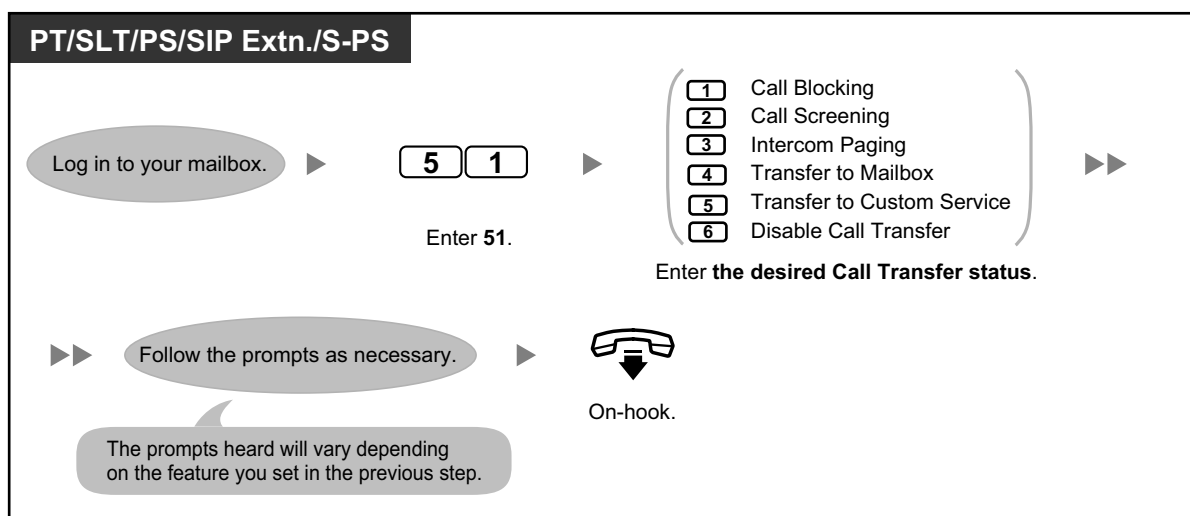 PT/SLT/PS/SIP Extn./S-PS
Log in to your mailbox.
5 1
Enter 51.
1 Call Blocking
2 Call Screening
3 Intercom Paging
4 Transfer to Mailbox
5 Transfer to Custom Service
6 Disable Call Transfer
Enter the desired Call Transfer status.
Follow the prompts as necessary.
The prompts heard will vary depending
on the feature you set in the previous step.
On-hook.